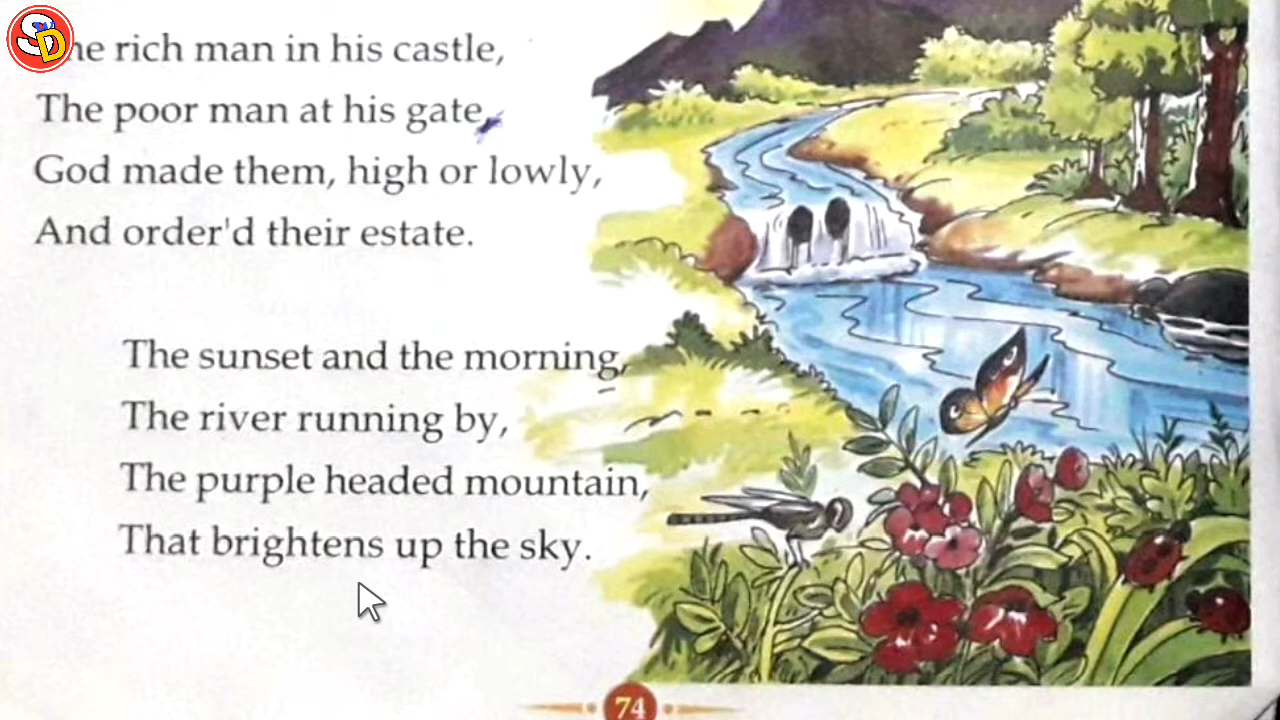 SD
he rich man in his castle,
The poor man at his gate,
God made them, high or lowly,
And order'd their estate.
The sunset and the morning,
The river running by,
The purple headed mountain,
That brightens up the sky.
74